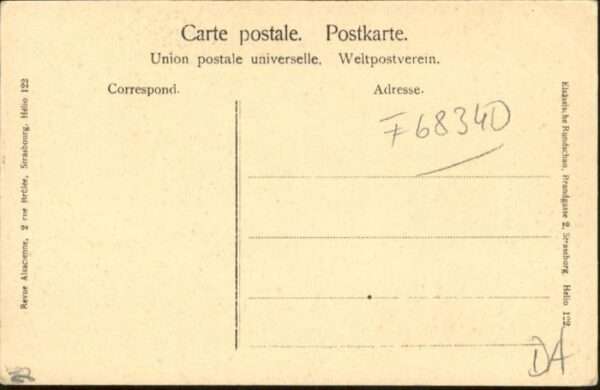 Carte postale. Postkarte.
Union postale universelle. Weltpostverein.
Correspond.
Adresse.
F 68340
Revue Alsacienne, 2 rue Brûlée, Strasbourg. Hélio 122
Elsässische Rundschau, Brandgasse 2, Strassburg Helio 122
DA